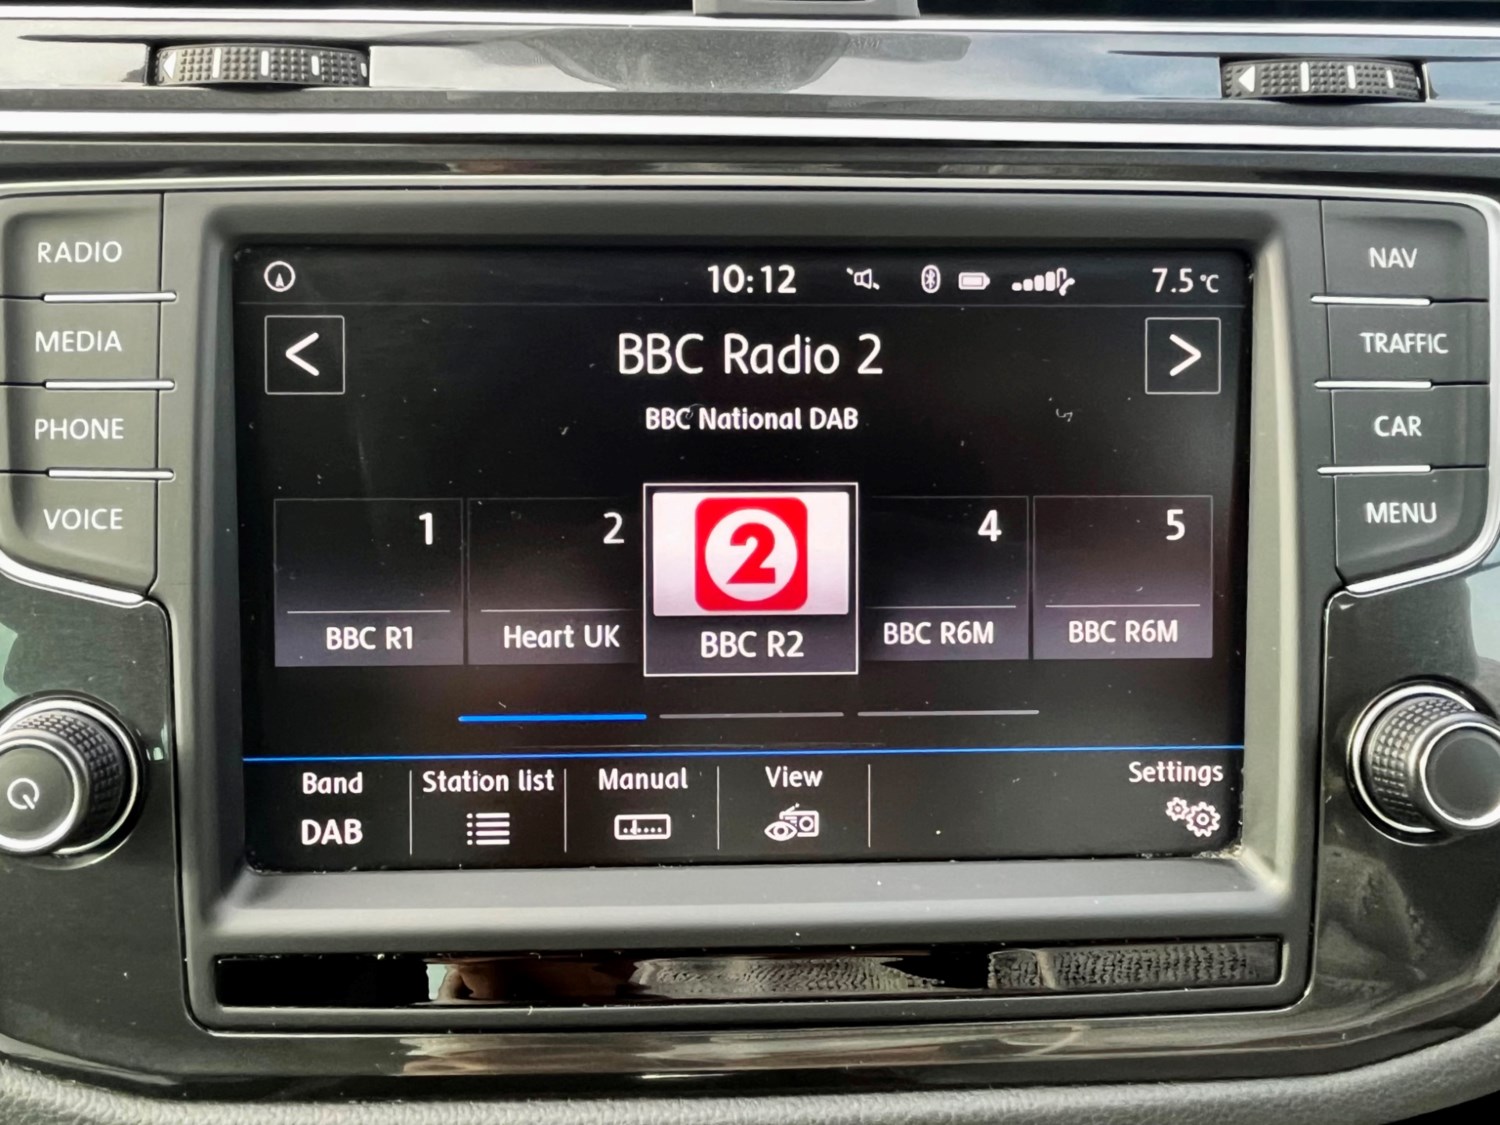 RADIO
MEDIA
PHONE
VOICE
NAV
TRAFFIC
CAR
MENU
10:12
7.5°C
<
BBC Radio 2
>
BBC National DAB
1
2
2
4
5
BBC R1
Heart UK
BBC R2
BBC R6M
BBC R6M
Band
Station list
Manual
View
Settings
DAB